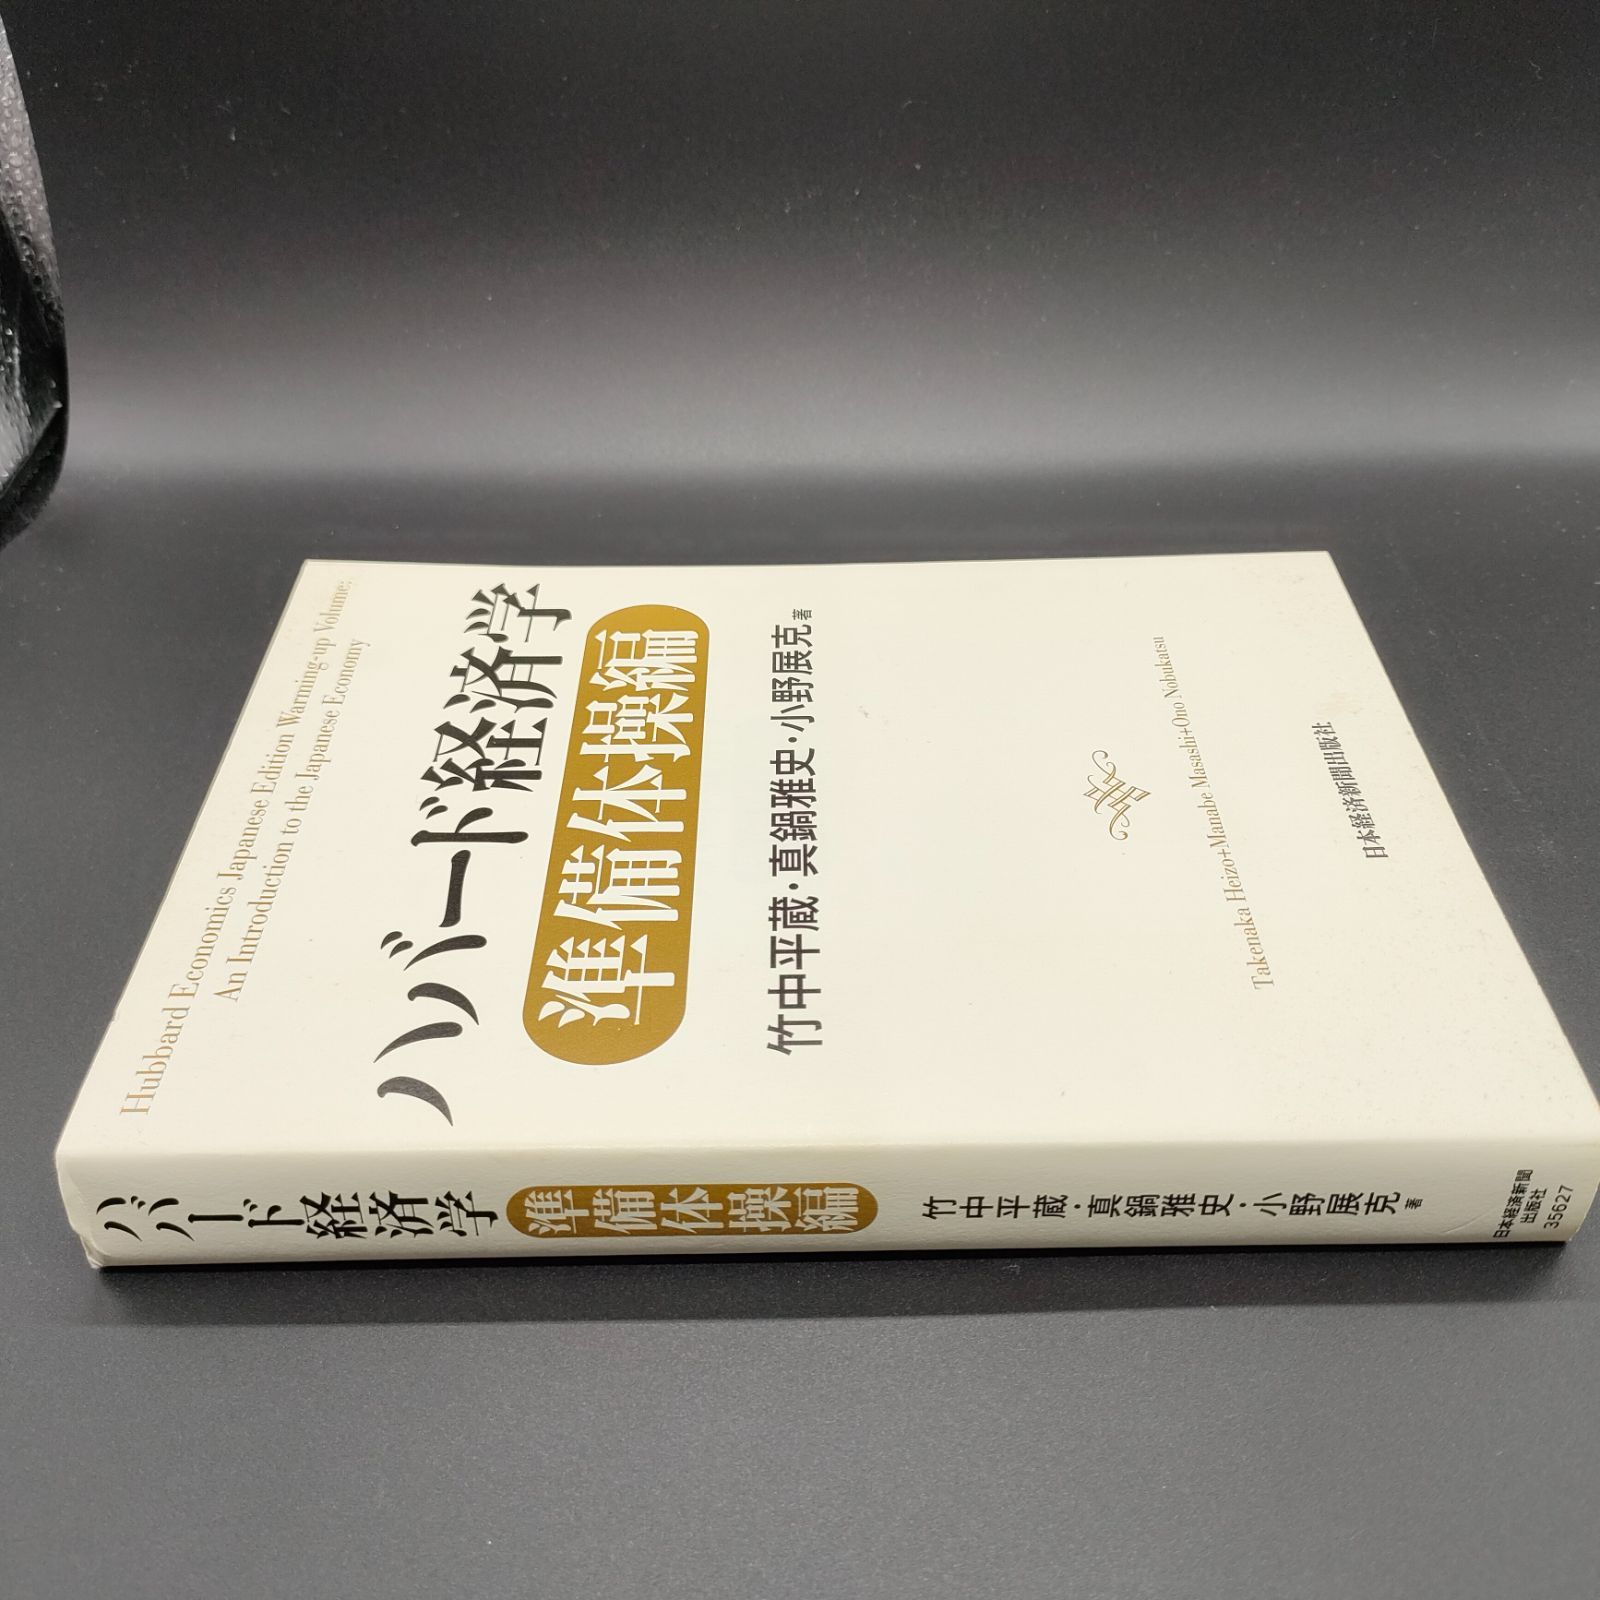 Hubbard Economics Japanese Edition Warming-up Volume:
An Introduction to the Japanese Economy
ハバード経済学
準備体操編
竹中平蔵・真鍋雅史・小野展克 著
Takenaka Heizo+Manabe Masashi+Ono Nobukatsu
日本経済新聞出版社
ハバード経済学
準備体操編
竹中平蔵・真鍋雅史・小野展克 著
日本経済新聞
出版社
35627